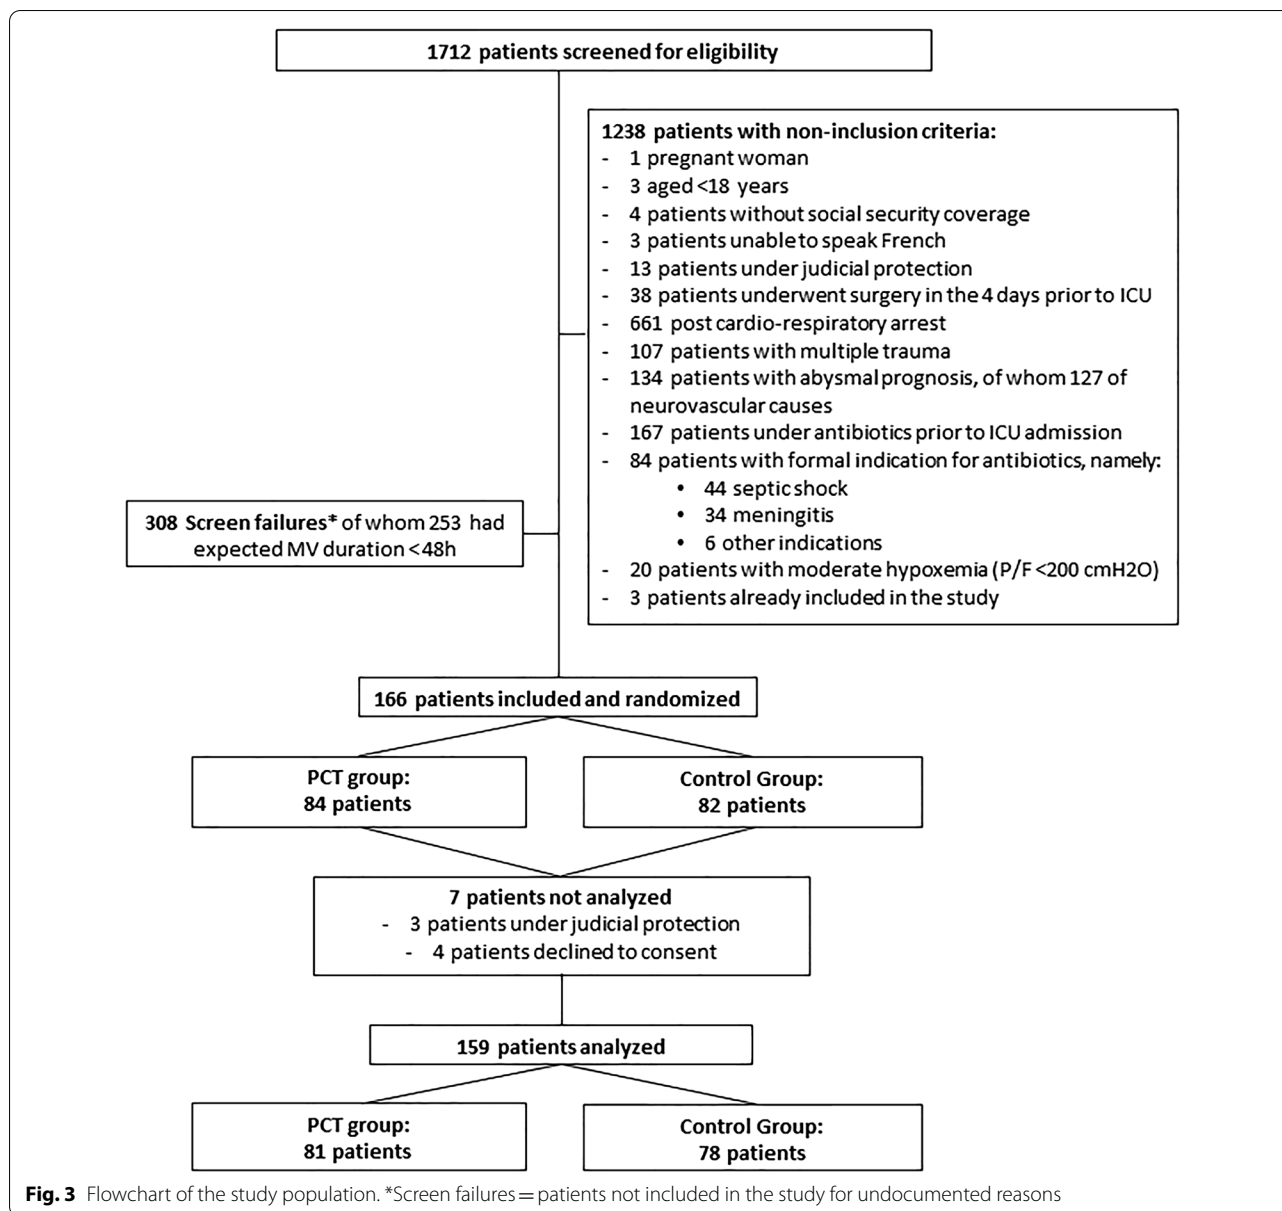 1712 patients screened for eligibility
1238 patients with non-inclusion criteria:
- 1 pregnant woman
- 3 aged <18 years
- 4 patients without social security coverage
- 3 patients unable to speak French
- 13 patients under judicial protection
- 38 patients underwent surgery in the 4 days prior to ICU
- 661 post cardio-respiratory arrest
- 107 patients with multiple trauma
- 134 patients with abysmal prognosis, of whom 127 of
neurovascular causes
- 167 patients under antibiotics prior to ICU admission
- 84 patients with formal indication for antibiotics, namely:
• 44 septic shock
• 34 meningitis
• 6 other indications
- 20 patients with moderate hypoxemia (P/F <200 cmH2O)
- 3 patients already included in the study
308 Screen failures* of whom 253 had
expected MV duration <48h
166 patients included and randomized
PCT group:
84 patients
Control Group:
82 patients
7 patients not analyzed
- 3 patients under judicial protection
- 4 patients declined to consent
159 patients analyzed
PCT group:
81 patients
Control Group:
78 patients
Fig. 3 Flowchart of the study population. *Screen failures = patients not included in the study for undocumented reasons